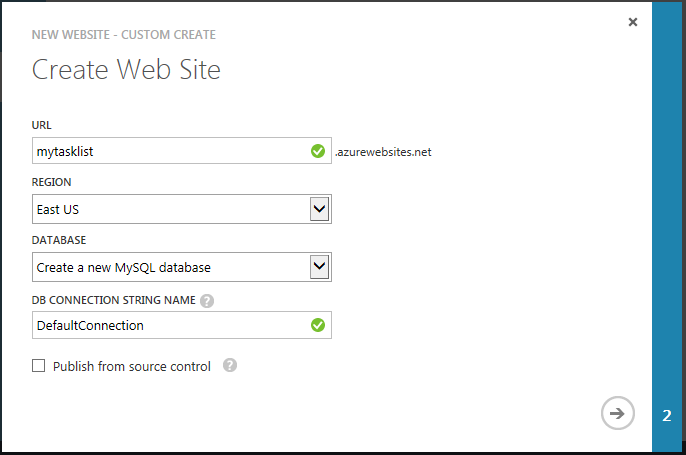 NEW WEBSITE - CUSTOM CREATE
Create Web Site
URL
mytasklist .azurewebsites.net
REGION
East US
DATABASE
Create a new MySQL database
DB CONNECTION STRING NAME ?
DefaultConnection
Publish from source control ?
2